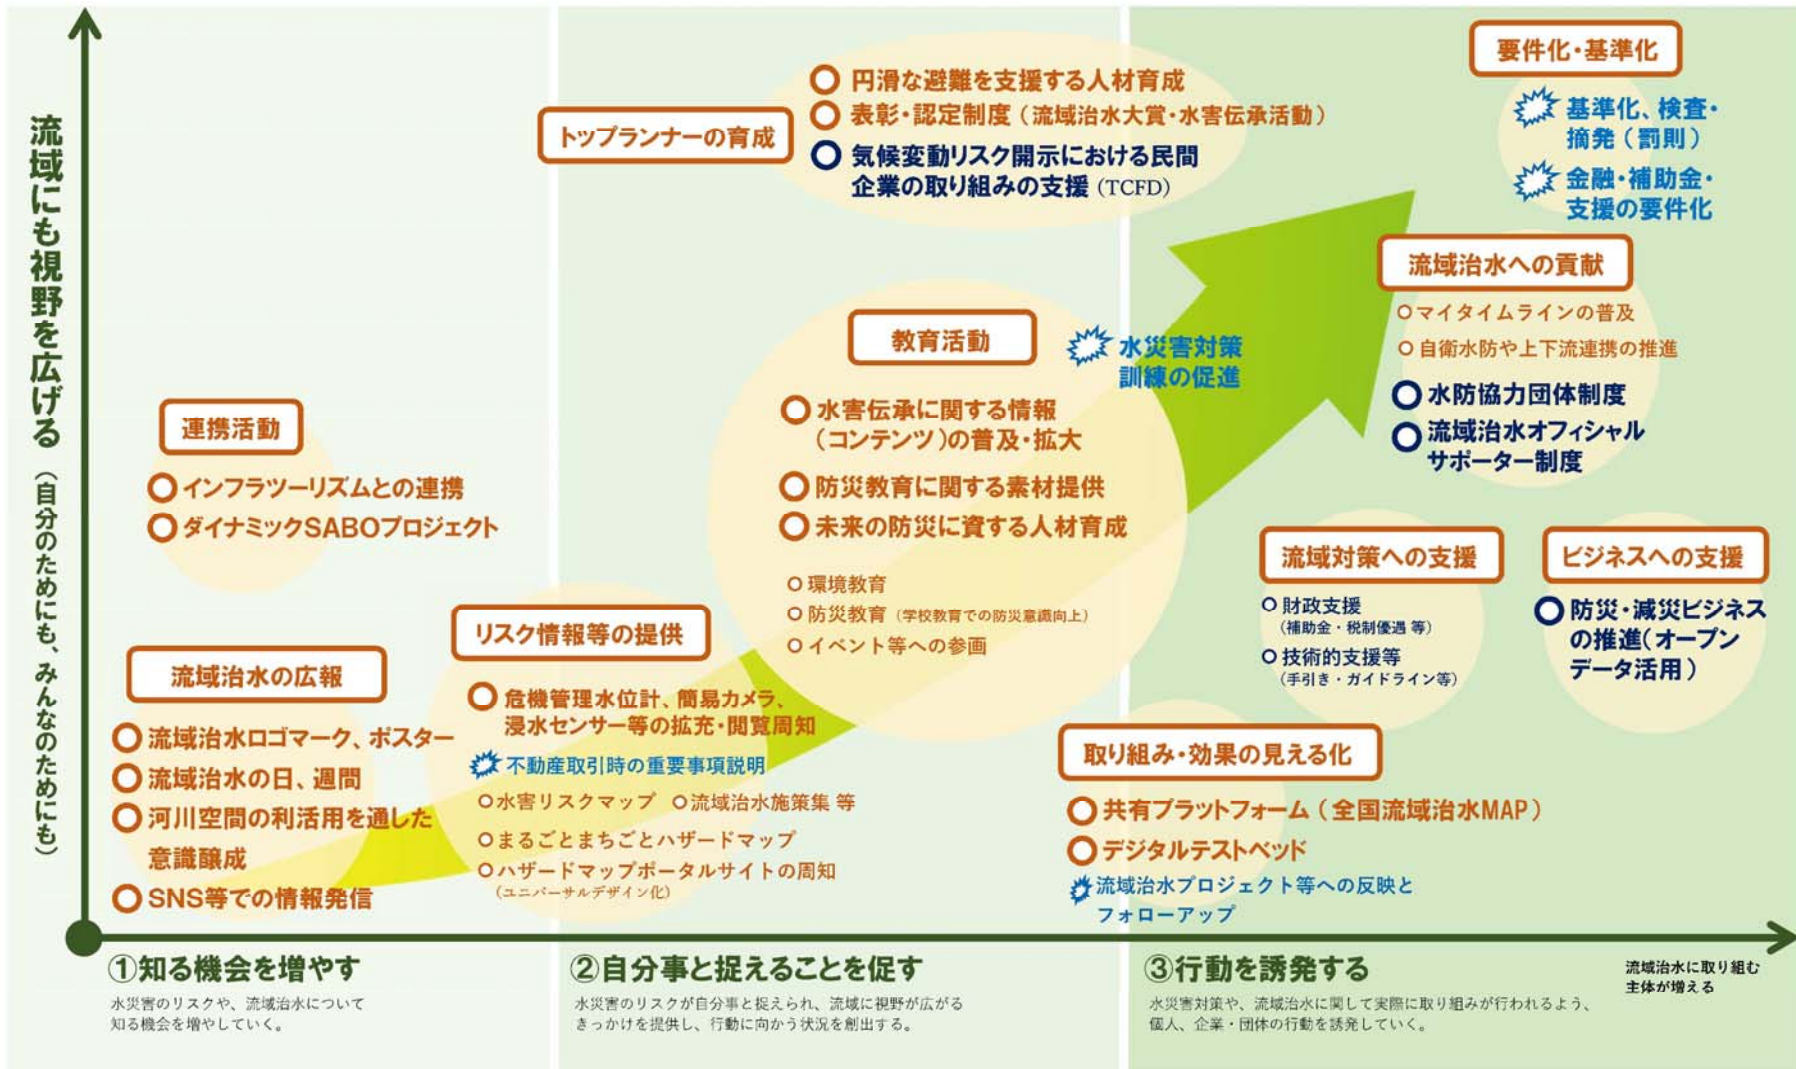 流域にも視野を広げる(自分のためにも、みんなのためにも)
連携活動
インフラツーリズムとの連携
ダイナミックSABOプロジェクト
流域治水の広報
流域治水ロゴマーク、ポスター
流域治水の日、週間
河川空間の利活用を通した
意識醸成
SNS等での情報発信
リスク情報等の提供
危機管理水位計、簡易カメラ、
浸水センサー等の拡充・閲覧周知
不動産取引時の重要事項説明
水害リスクマップ 流域治水施策集 等
まるごとまちごとハザードマップ
ハザードマップポータルサイトの周知
(ユニバーサルデザイン化)
トップランナーの育成
円滑な避難を支援する人材育成
表彰・認定制度(流域治水大賞・水害伝承活動)
気候変動リスク開示における民間
企業の取り組みの支援(TCFD)
教育活動
水害伝承に関する情報
(コンテンツ)の普及・拡大
防災教育に関する素材提供
未来の防災に資する人材育成
環境教育
防災教育(学校教育での防災意識向上)
イベント等への参画
水災害対策
訓練の促進
要件化・基準化
基準化、検査・
摘発(罰則)
金融・補助金・
支援の要件化
流域治水への貢献
マイタイムラインの普及
自衛水防や上下流連携の推進
水防協力団体制度
流域治水オフィシャル
サポーター制度
流域対策への支援
財政支援
(補助金・税制優遇 等)
技術的支援等
(手引き・ガイドライン等)
ビジネスへの支援
防災・減災ビジネス
の推進(オープン
データ活用)
取り組み・効果の見える化
共有プラットフォーム(全国流域治水MAP)
デジタルテストベッド
流域治水プロジェクト等への反映と
フォローアップ
①知る機会を増やす
水災害のリスクや、流域治水について
知る機会を増やしていく。
②自分事と捉えることを促す
水災害のリスクが自分事と捉えられ、流域に視野が広がる
きっかけを提供し、行動に向かう状況を創出する。
③行動を誘発する
水災害対策や、流域治水に関して実際に取り組みが行われるよう、
個人、企業・団体の行動を誘発していく。
流域治水に取り組む
主体が増える